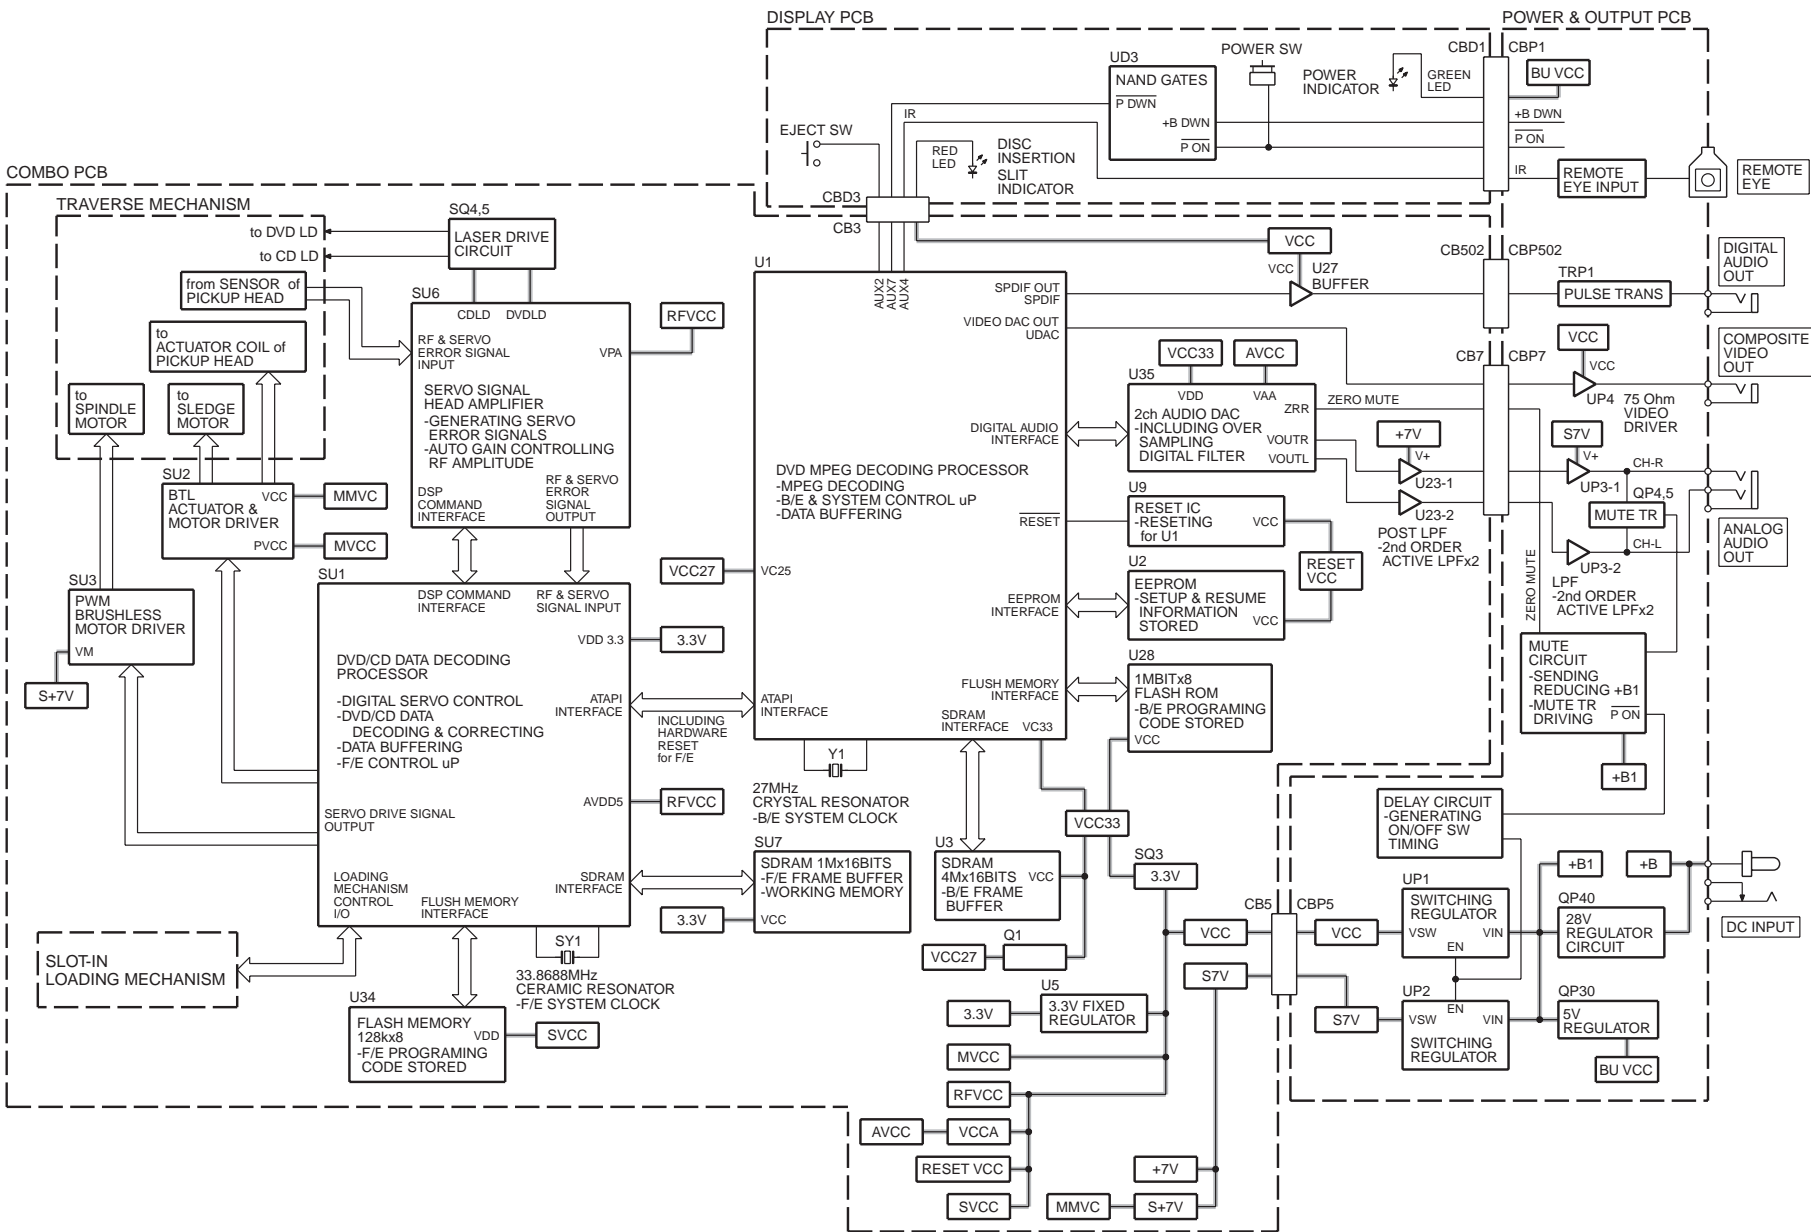 DISPLAY PCB
POWER & OUTPUT PCB
COMBO PCB
EJECT SW
IR
RED
LED
DISC
INSERTION
SLIT
INDICATOR
UD3
NAND GATES
P DWN
+B DWN
P ON
POWER SW
POWER
INDICATOR
GREEN
LED
CBD1
CBP1
BU VCC
+B DWN
P ON
IR
REMOTE
EYE INPUT
REMOTE
EYE
CBD3
CB3
TRAVERSE MECHANISM
to DVD LD
to CD LD
from SENSOR of
PICKUP HEAD
to
ACTUATOR COIL of
PICKUP HEAD
to
SPINDLE
MOTOR
to
SLEDGE
MOTOR
SQ4,5
LASER DRIVE
CIRCUIT
SU6
CDLD
DVDLD
RF & SERVO
ERROR SIGNAL
INPUT
VPA
SERVO SIGNAL
HEAD AMPLIFIER
-GENERATING SERVO
ERROR SIGNALS
-AUTO GAIN CONTROLLING
RF AMPLITUDE
DSP
COMMAND
INTERFACE
RF & SERVO
ERROR
SIGNAL
OUTPUT
RFVCC
SU2
BTL
ACTUATOR &
MOTOR DRIVER
VCC
PVCC
MMVC
MVCC
SU3
PWM
BRUSHLESS
MOTOR DRIVER
VM
S+7V
SU1
DSP COMMAND
INTERFACE
RF & SERVO
SIGNAL INPUT
VDD 3.3
3.3V
DVD/CD DATA DECODING
PROCESSOR
-DIGITAL SERVO CONTROL
-DVD/CD DATA
DECODING & CORRECTING
-DATA BUFFERING
-F/E CONTROL uP
ATAPI
INTERFACE
INCLUDING
HARDWARE
RESET
for F/E
AVDD5
RFVCC
SERVO DRIVE SIGNAL
OUTPUT
LOADING
MECHANISM
CONTROL
I/O
FLUSH MEMORY
INTERFACE
SDRAM
INTERFACE
SY1
33.8688MHz
CERAMIC RESONATOR
-F/E SYSTEM CLOCK
SLOT-IN
LOADING MECHANISM
U34
FLASH MEMORY
128kx8
-F/E PROGRAMING
CODE STORED
VDD
SVCC
SU7
SDRAM 1Mx16BITS
-F/E FRAME BUFFER
-WORKING MEMORY
VCC
3.3V
U1
AUX2
AUX7
AUX4
SPDIF OUT
SPDIF
VIDEO DAC OUT
UDAC
DIGITAL AUDIO
INTERFACE
DVD MPEG DECODING PROCESSOR
-MPEG DECODING
-B/E & SYSTEM CONTROL uP
-DATA BUFFERING
RESET
VCC27
VC25
EEPROM
INTERFACE
ATAPI
INTERFACE
FLUSH MEMORY
INTERFACE
SDRAM
INTERFACE
VC33
Y1
27MHz
CRYSTAL RESONATOR
-B/E SYSTEM CLOCK
VCC
VCC
U27
BUFFER
VCC33
AVCC
U35
VDD
VAA
2ch AUDIO DAC
-INCLUDING OVER
SAMPLING
DIGITAL FILTER
ZRR
VOUTR
VOUTL
ZERO MUTE
U9
RESET IC
-RESETING
for U1
VCC
RESET
VCC
U2
EEPROM
-SETUP & RESUME
INFORMATION
STORED
VCC
U28
1MBITx8
FLASH ROM
-B/E PROGRAMING
CODE STORED
VCC
U3
SDRAM
4Mx16BITS
-B/E FRAME
BUFFER
VCC
VCC33
SQ3
3.3V
VCC27
Q1
U5
3.3V
3.3V FIXED
REGULATOR
MVCC
RFVCC
AVCC
VCCA
RESET VCC
SVCC
+7V
MMVC
S+7V
VCC
S7V
CB5
CBP5
+7V
V+
U23-1
U23-2
POST LPF
-2nd ORDER
ACTIVE LPFx2
CB502
CBP502
CB7
CBP7
TRP1
PULSE TRANS
DIGITAL
AUDIO
OUT
VCC
VCC
UP4
75 Ohm
VIDEO
DRIVER
COMPOSITE
VIDEO
OUT
S7V
V+
UP3-1
CH-R
QP4,5
MUTE TR
CH-L
UP3-2
LPF
-2nd ORDER
ACTIVE LPFx2
ANALOG
AUDIO
OUT
ZERO MUTE
MUTE
CIRCUIT
-SENDING
REDUCING +B1
-MUTE TR
DRIVING
P ON
+B1
DELAY CIRCUIT
-GENERATING
ON/OFF SW
TIMING
+B1
+B
DC INPUT
UP1
SWITCHING
REGULATOR
VSW
VIN
EN
VCC
QP40
28V
REGULATOR
CIRCUIT
UP2
EN
VSW
VIN
SWITCHING
REGULATOR
S7V
QP30
5V
REGULATOR
BU VCC